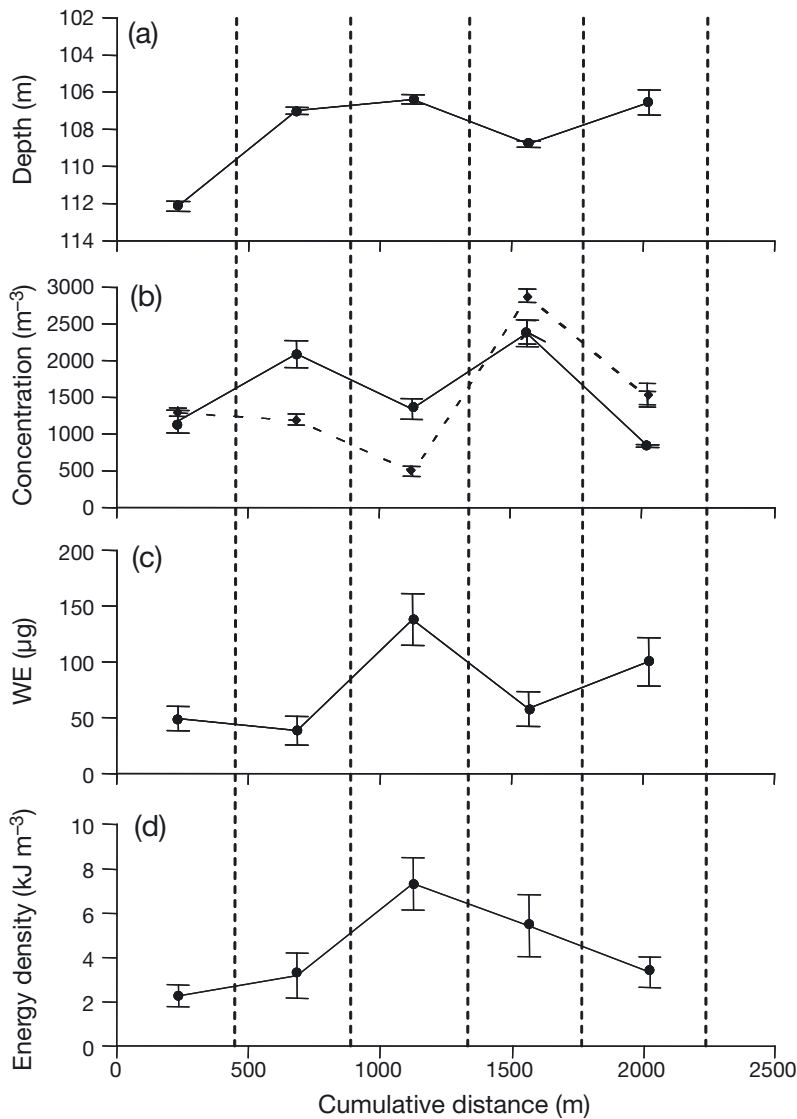 (a)
Depth (m)
102
104
106
108
110
112
114
(b)
Concentration (m⁻³)
3000
2500
2000
1500
1000
500
0
(c)
WE (µg)
200
150
100
50
0
(d)
Energy density (kJ m⁻³)
10
8
6
4
2
0
0 500 1000 1500 2000 2500
Cumulative distance (m)